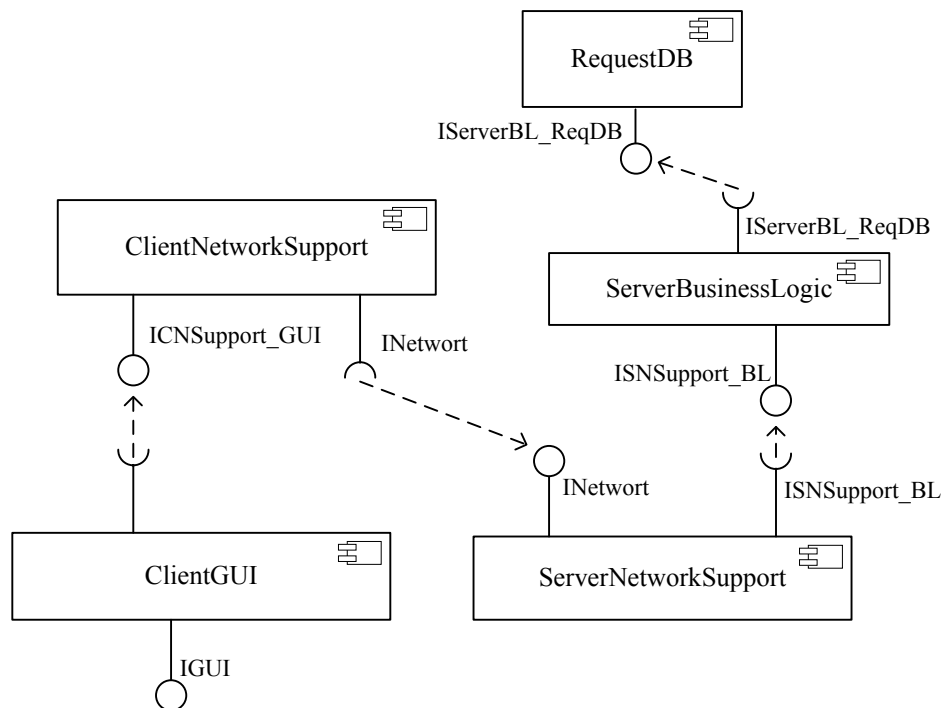 RequestDB
IServerBL_ReqDB
ClientNetworkSupport
IServerBL_ReqDB
ServerBusinessLogic
ICNSupport_GUI
INetwort
ISNSupport_BL
INetwort
ISNSupport_BL
ClientGUI
ServerNetworkSupport
IGUI